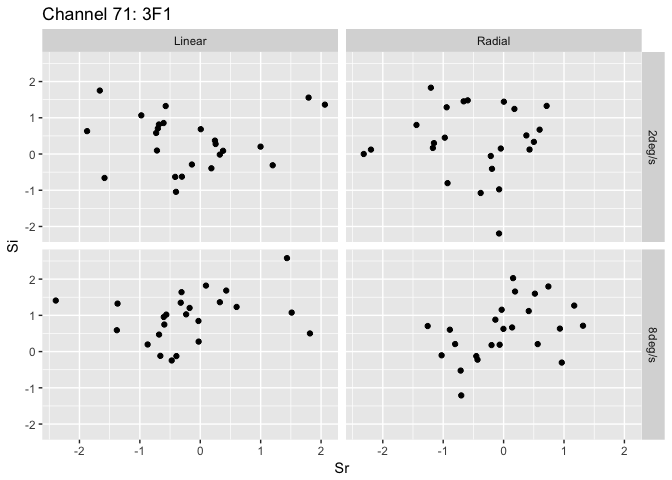 Channel 71: 3F1
Linear Radial
2
1
0
-1
-2
2deg/s
Si
2
1
0
-1
-2
8deg/s
-2 -1 0 1 2 -2 -1 0 1 2
Sr